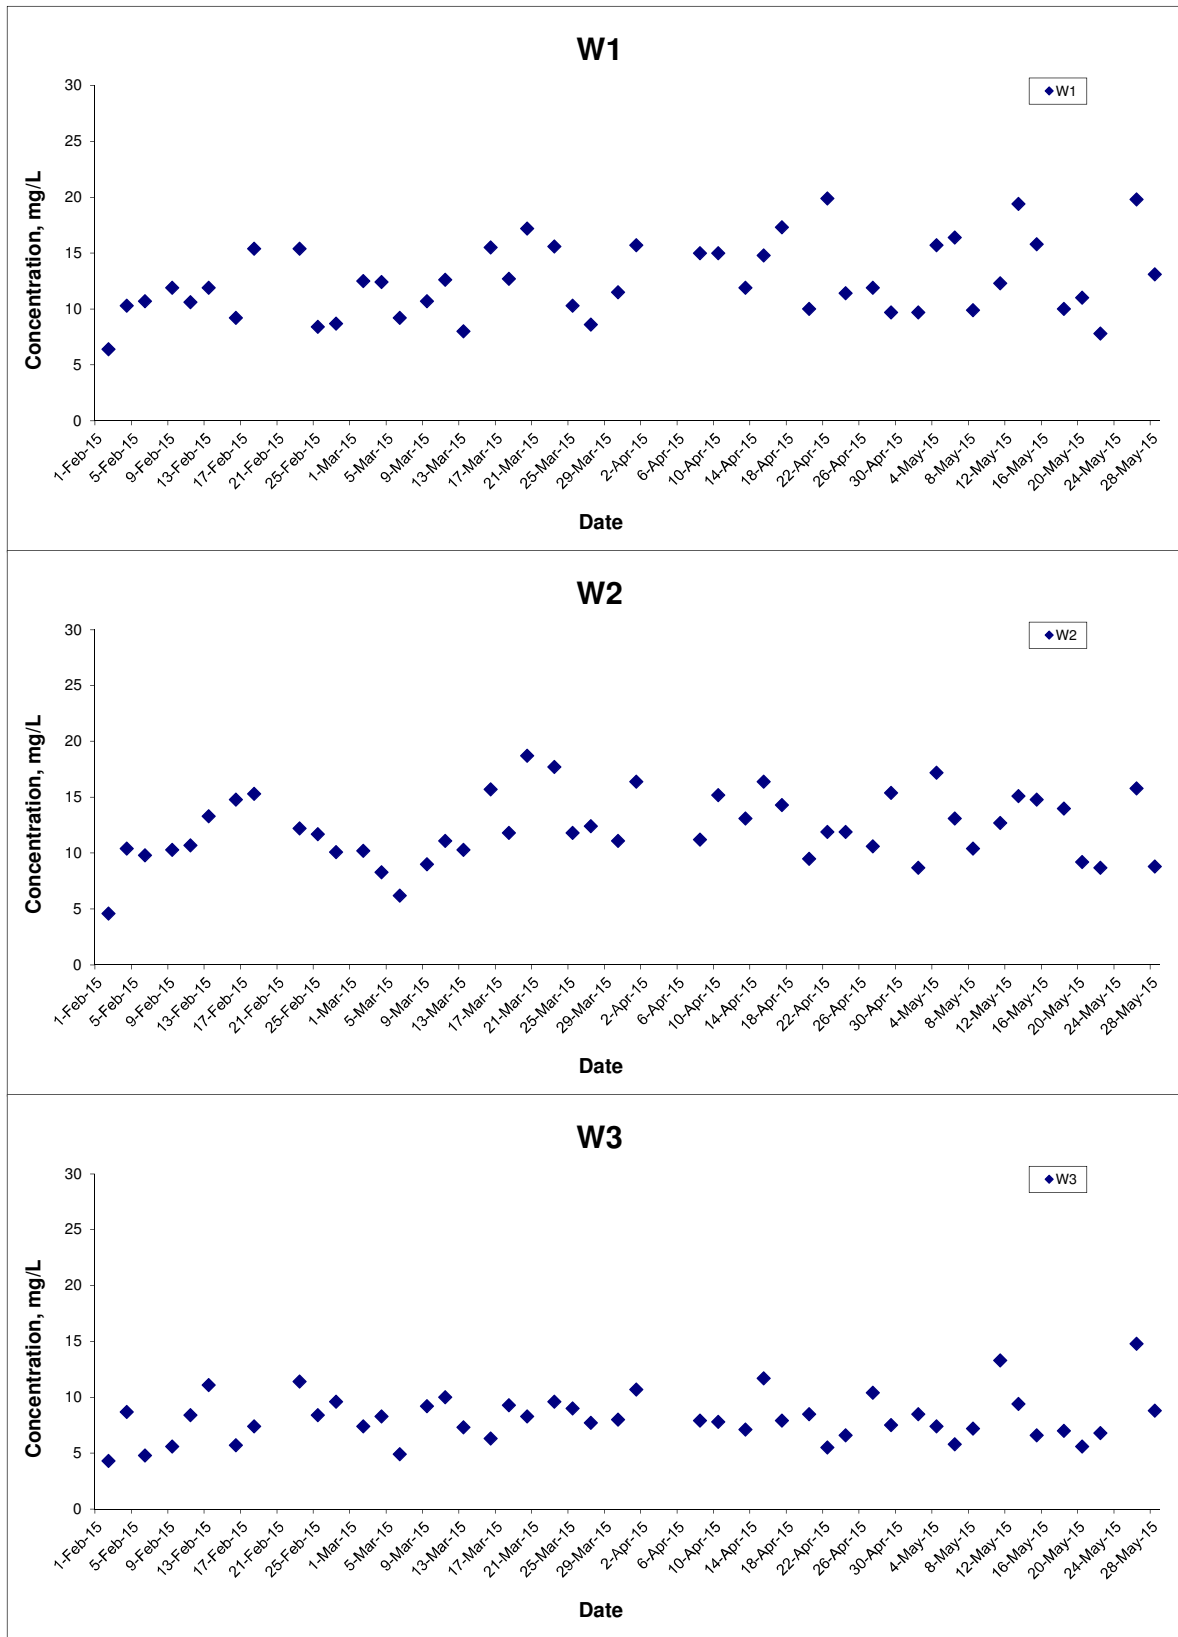 W1
W1
30
25
20
15
10
5
0
Concentration, mg/L
1-Feb-15 5-Feb-15 9-Feb-15 13-Feb-15 17-Feb-15 21-Feb-15 25-Feb-15 1-Mar-15 5-Mar-15 9-Mar-15 13-Mar-15 17-Mar-15 21-Mar-15 25-Mar-15 29-Mar-15 2-Apr-15 6-Apr-15 10-Apr-15 14-Apr-15 18-Apr-15 22-Apr-15 26-Apr-15 30-Apr-15 4-May-15 8-May-15 12-May-15 16-May-15 20-May-15 24-May-15 28-May-15
Date
W2
W2
30
25
20
15
10
5
0
Concentration, mg/L
1-Feb-15 5-Feb-15 9-Feb-15 13-Feb-15 17-Feb-15 21-Feb-15 25-Feb-15 1-Mar-15 5-Mar-15 9-Mar-15 13-Mar-15 17-Mar-15 21-Mar-15 25-Mar-15 29-Mar-15 2-Apr-15 6-Apr-15 10-Apr-15 14-Apr-15 18-Apr-15 22-Apr-15 26-Apr-15 30-Apr-15 4-May-15 8-May-15 12-May-15 16-May-15 20-May-15 24-May-15 28-May-15
Date
W3
W3
30
25
20
15
10
5
0
Concentration, mg/L
1-Feb-15 5-Feb-15 9-Feb-15 13-Feb-15 17-Feb-15 21-Feb-15 25-Feb-15 1-Mar-15 5-Mar-15 9-Mar-15 13-Mar-15 17-Mar-15 21-Mar-15 25-Mar-15 29-Mar-15 2-Apr-15 6-Apr-15 10-Apr-15 14-Apr-15 18-Apr-15 22-Apr-15 26-Apr-15 30-Apr-15 4-May-15 8-May-15 12-May-15 16-May-15 20-May-15 24-May-15 28-May-15
Date